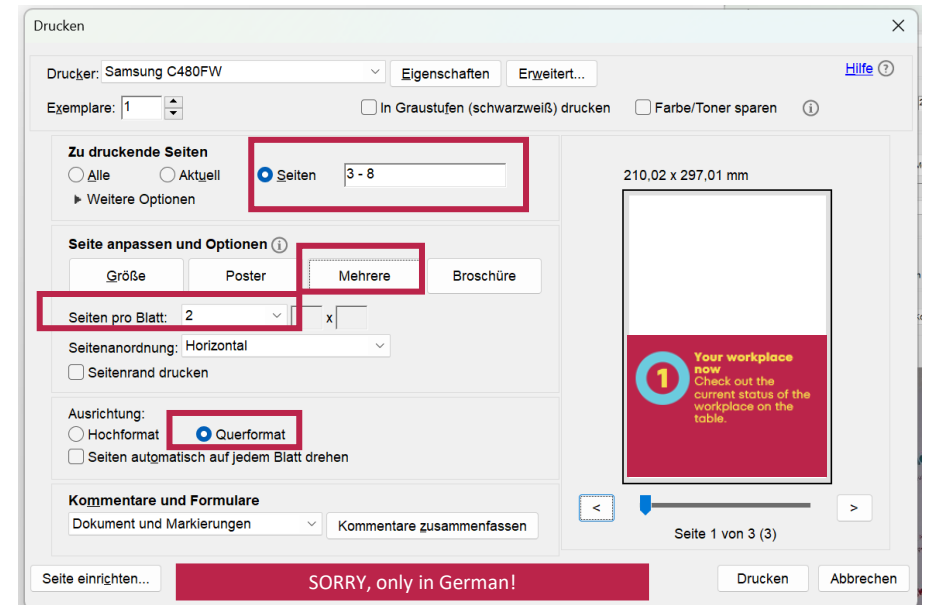 Drucken
Drucker: Samsung C480FW Eigenschaften Erweitert... Hilfe ?
Exemplare: 1 In Graustufen (schwarzweiß) drucken Farbe/Toner sparen i
Zu druckende Seiten
Alle Aktuell Seiten 3 - 8
Weitere Optionen
Seite anpassen und Optionen i
Größe Poster Mehrere Broschüre
Seiten pro Blatt: 2 x
Seitenanordnung: Horizontal
Seitenrand drucken
Ausrichtung:
Hochformat Querformat
Seiten automatisch auf jedem Blatt drehen
Kommentare und Formulare
Dokument und Markierungen Kommentare zusammenfassen
210,02 x 297,01 mm
1
Your workplace
now
Check out the
current status of the
workplace on the
table.
< >
Seite 1 von 3 (3)
Seite einrichten... SORRY, only in German! Drucken Abbrechen